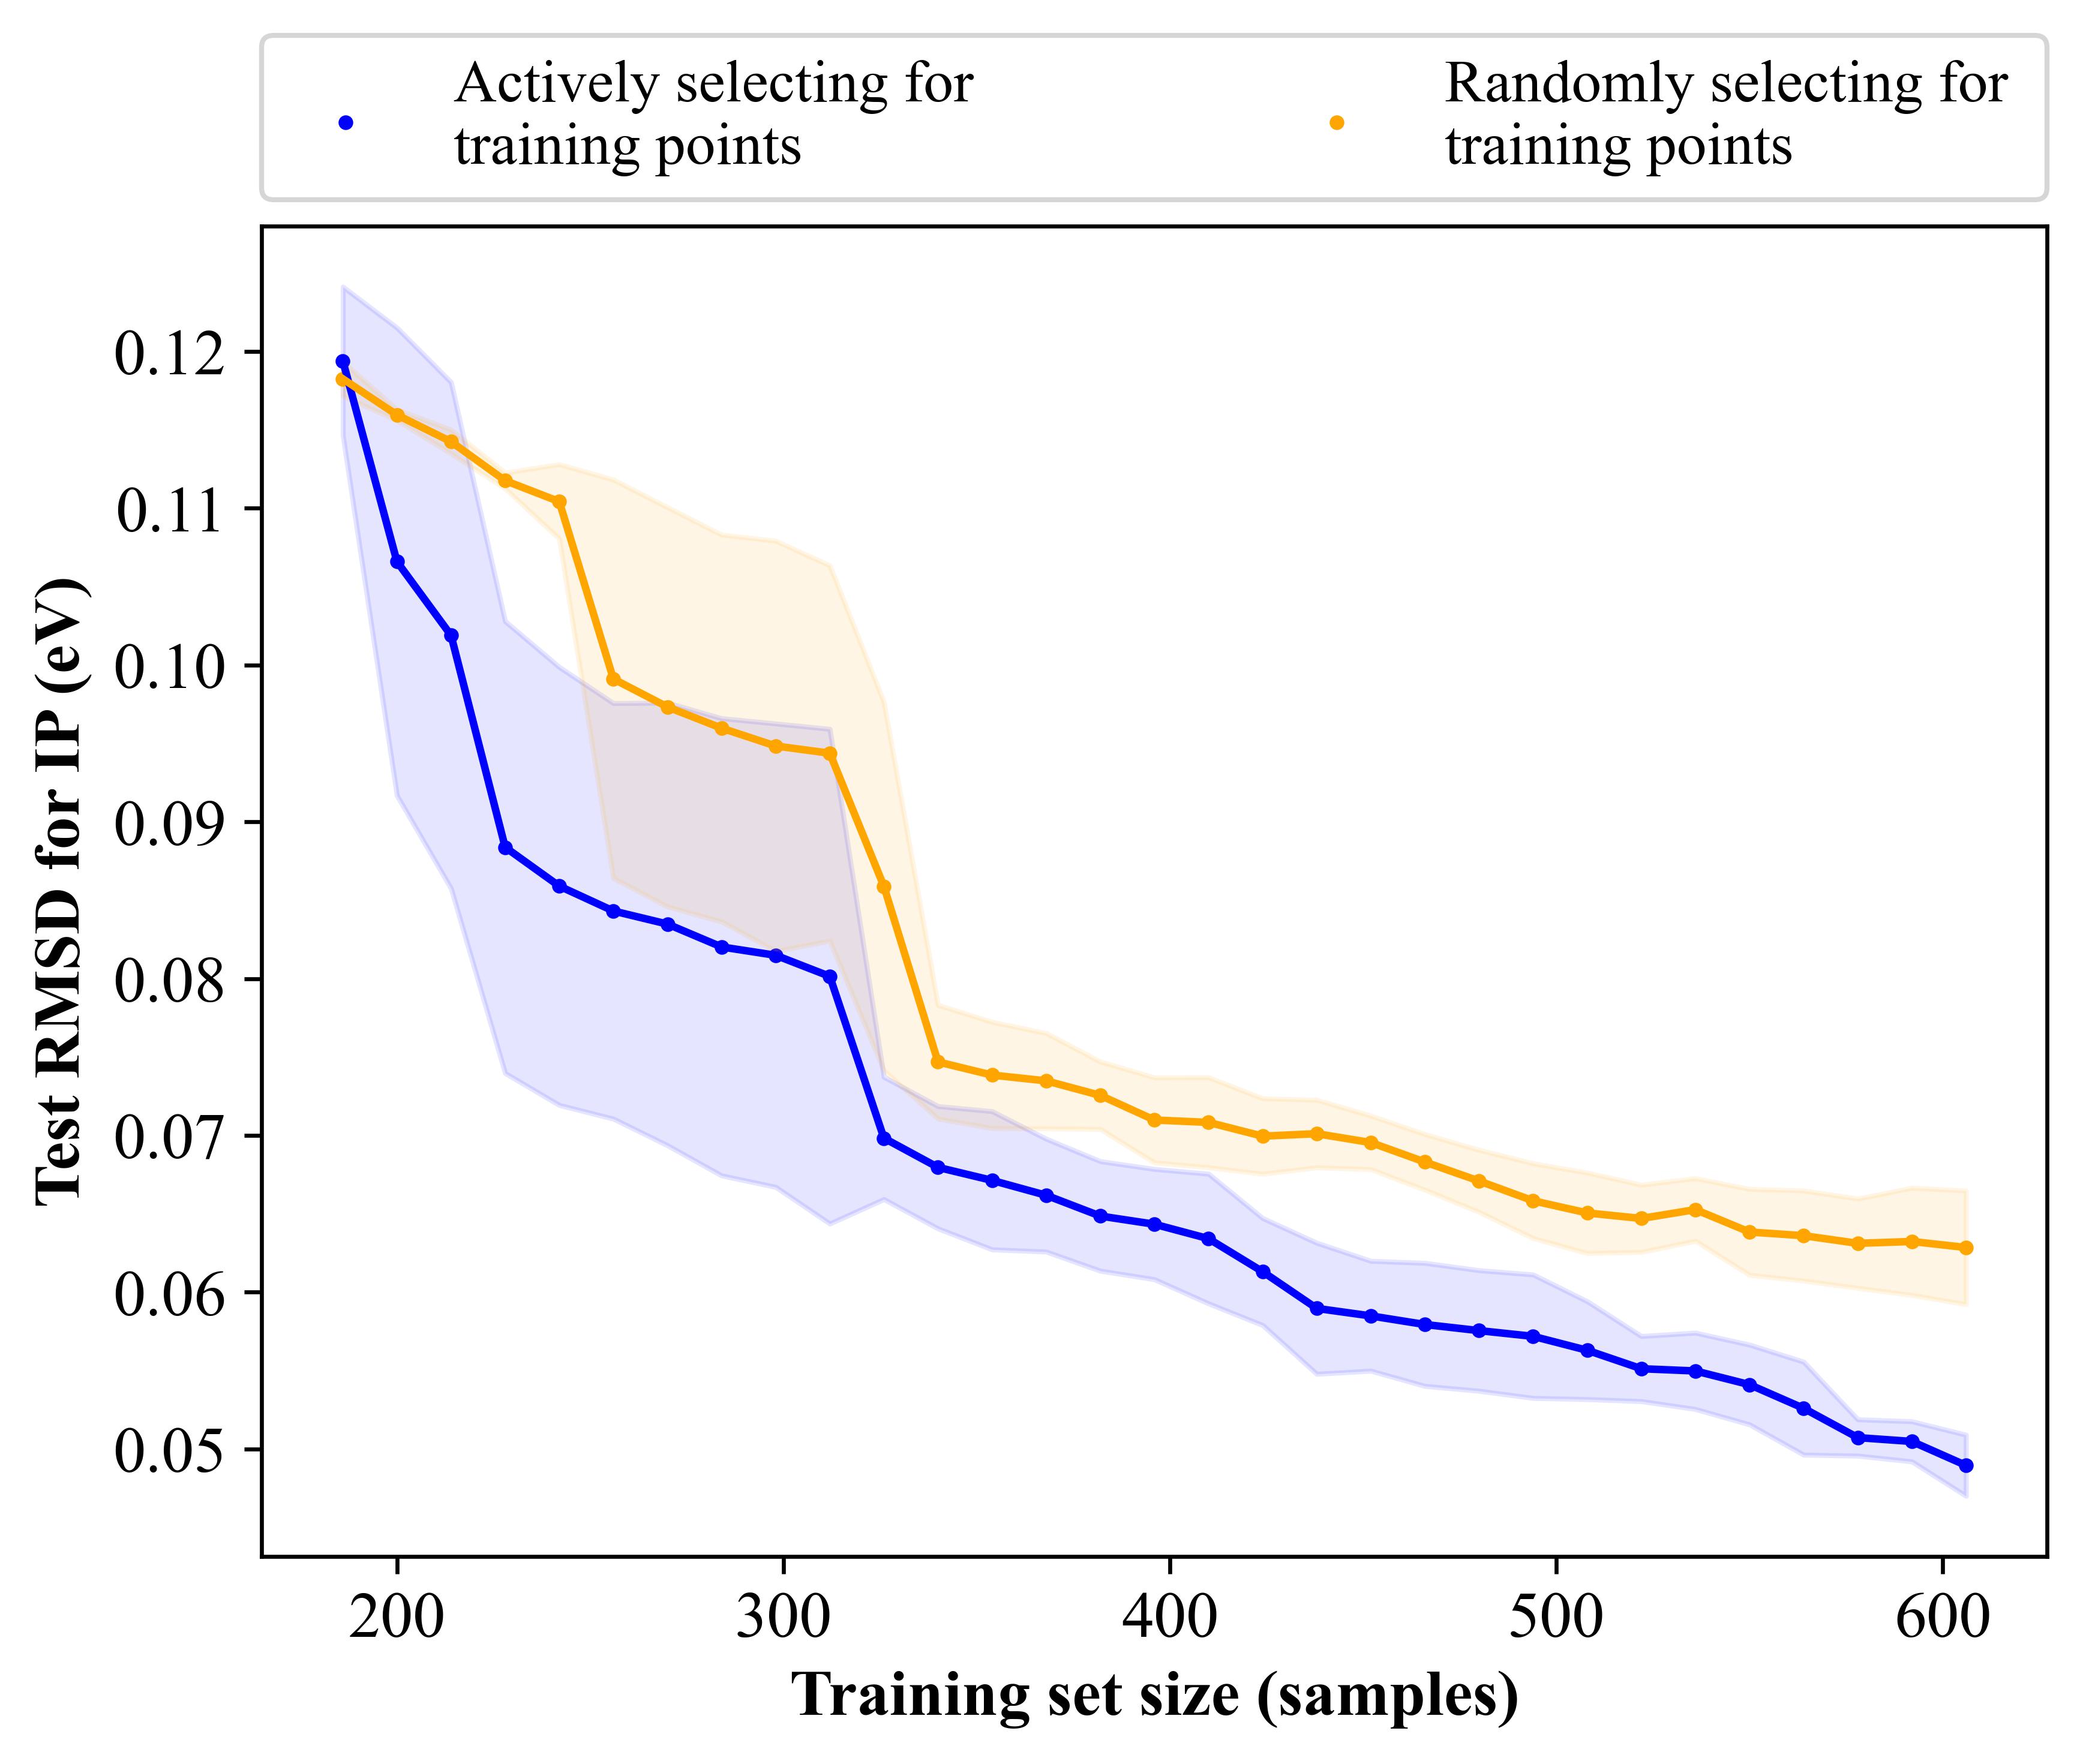 Actively selecting for
training points
Randomly selecting for
training points
Test RMSD for IP (eV)
0.12
0.11
0.10
0.09
0.08
0.07
0.06
0.05
200
300
400
500
600
Training set size (samples)